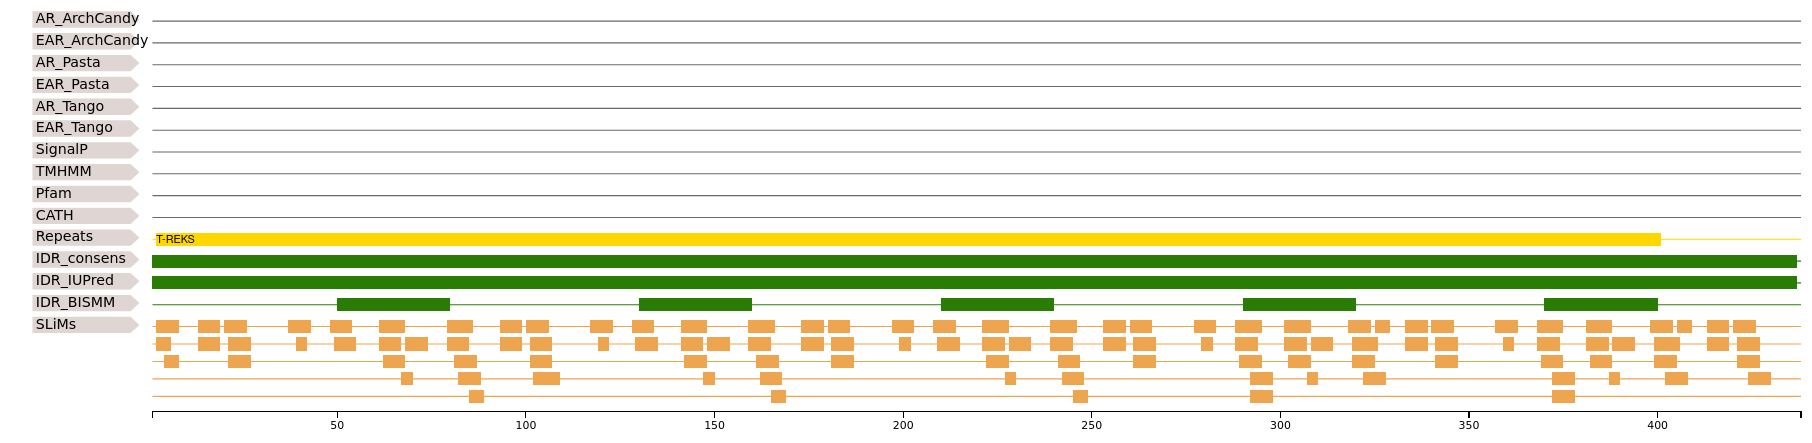 AR_ArchCandy
EAR_ArchCandy
AR_Pasta
EAR_Pasta
AR_Tango
EAR_Tango
SignalP
TMHMM
Pfam
CATH
Repeats
T-REKS
IDR_consens
IDR_IUPred
IDR_BISMM
SLiMs
50 100 150 200 250 300 350 400